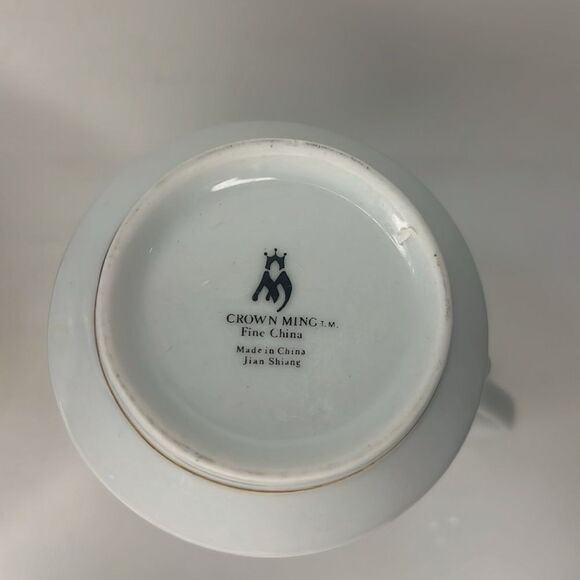 CROWN MING T.M.
Fine China
Made in China
Jian Shiang